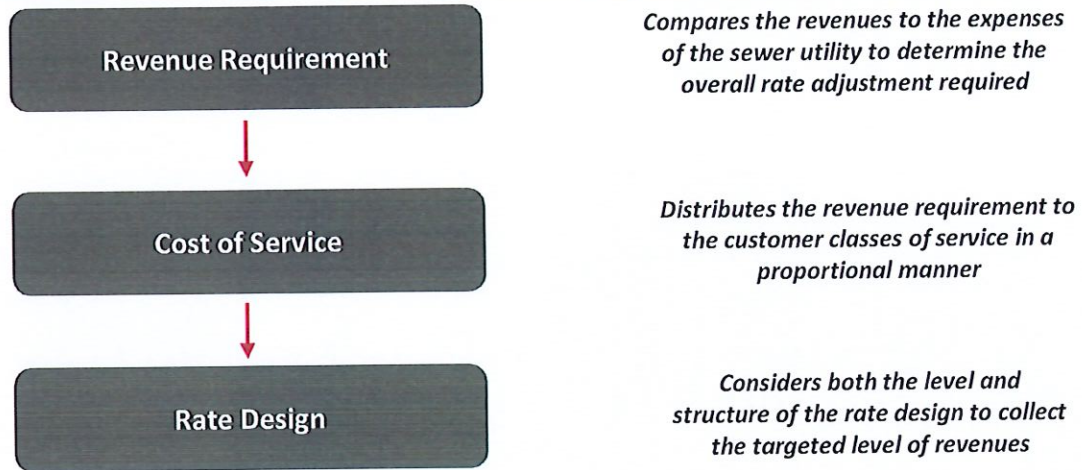 Revenue Requirement
Compares the revenues to the expenses
of the sewer utility to determine the
overall rate adjustment required
Cost of Service
Distributes the revenue requirement to
the customer classes of service in a
proportional manner
Rate Design
Considers both the level and
structure of the rate design to collect
the targeted level of revenues